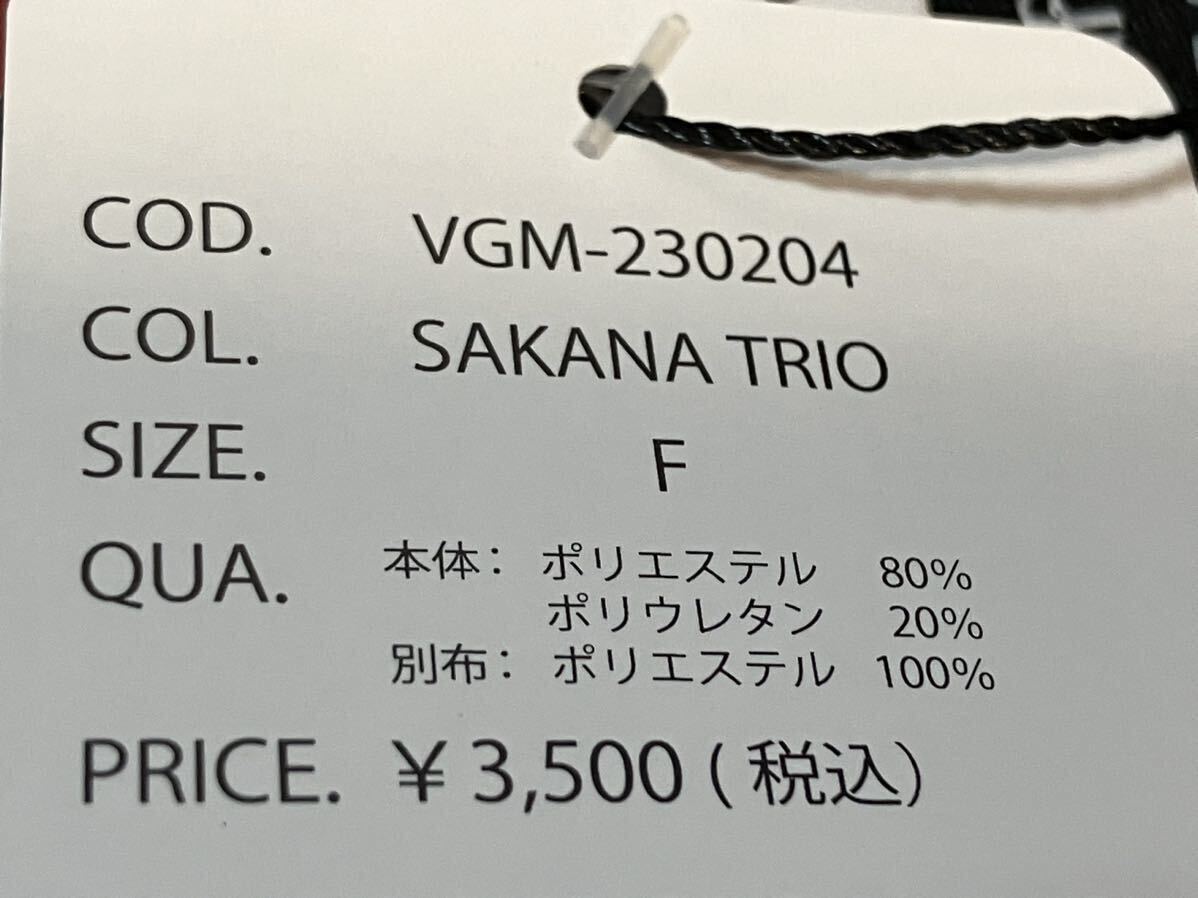 COD. VGM-230204
COL. SAKANA TRIO
SIZE. F
QUA. 本体： ポリエステル 80%
ポリウレタン 20%
別布： ポリエステル 100%
PRICE. ¥3,500(税込)